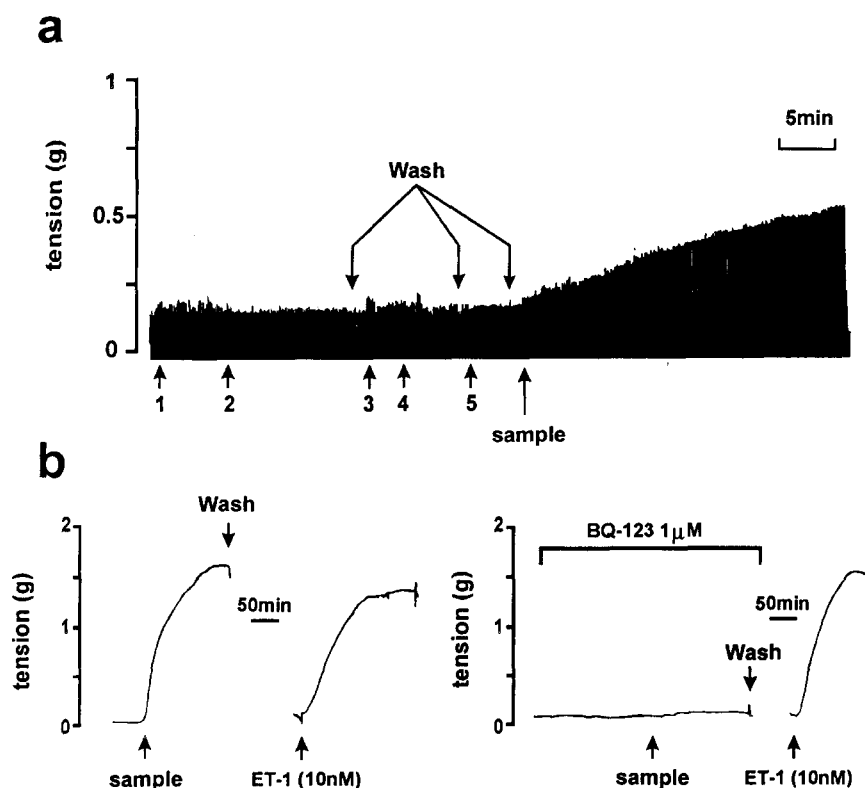 a
1
0.5
0
tension (g)
5min
Wash
1 2 3 4 5
sample
b
2
1
0
tension (g)
Wash
50min
sample
ET-1 (10nM)
2
1
0
tension (g)
BQ-123 1μM
50min
Wash
sample
ET-1 (10nM)